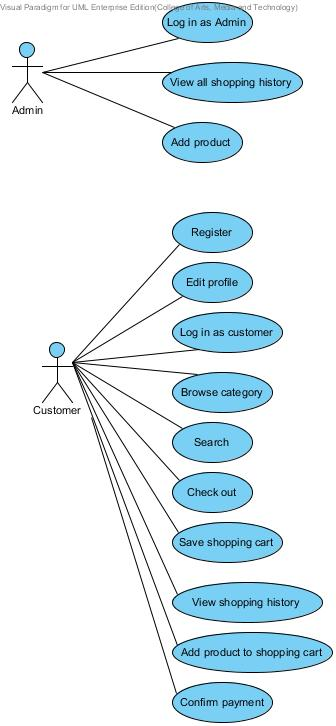 Visual Paradigm for UML Enterprise Edition(College of Arts, Media and Technology)
Log in as Admin
View all shopping history
Admin
Add product
Register
Edit profile
Log in as customer
Browse category
Customer
Search
Check out
Save shopping cart
View shopping history
Add product to shopping cart
Confirm payment